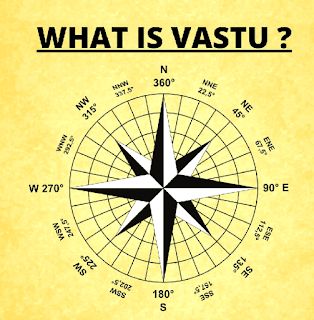 WHAT IS VASTU ?
N
360°
NNW
337.5°
NNE
22.5°
NW
315°
NE
45°
WNW
292.5°
ENE
67.5°
W 270°
90° E
WSW
247.5°
ESE
112.5°
SW
225°
SE
135°
SSW
202.5°
SSE
157.5°
180°
S